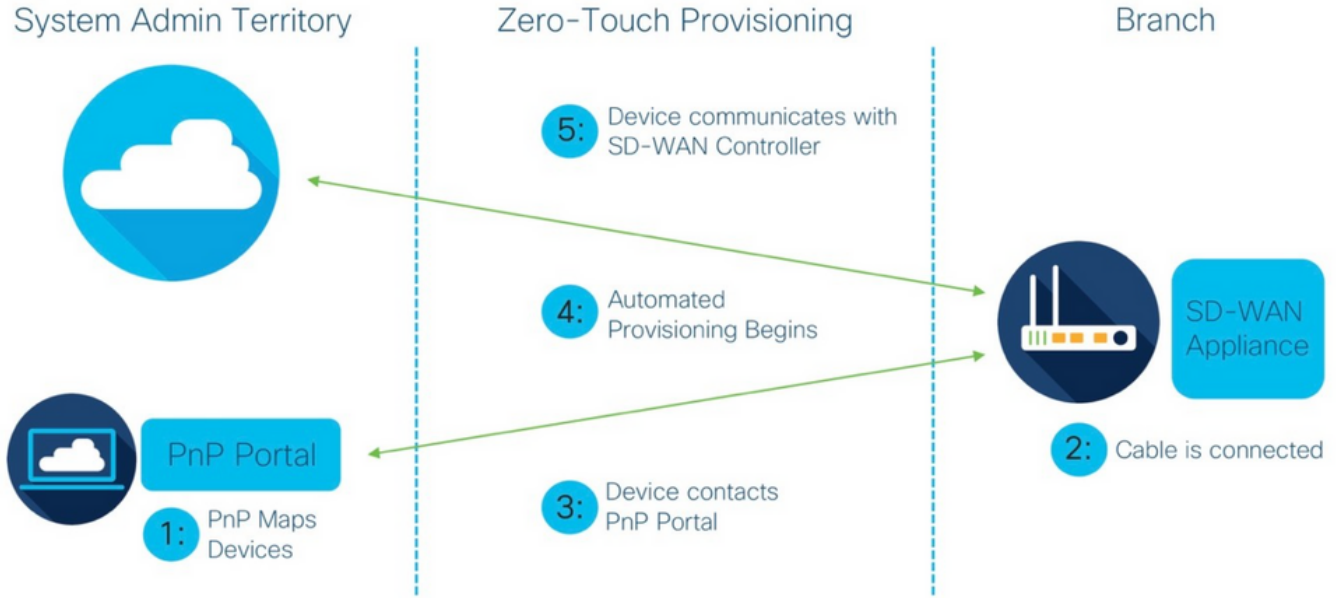 System Admin Territory
Zero-Touch Provisioning
Branch
5:
Device communicates with
SD-WAN Controller
4:
Automated
Provisioning Begins
SD-WAN
Appliance
PnP Portal
2:
Cable is connected
3:
Device contacts
PnP Portal
1:
PnP Maps
Devices